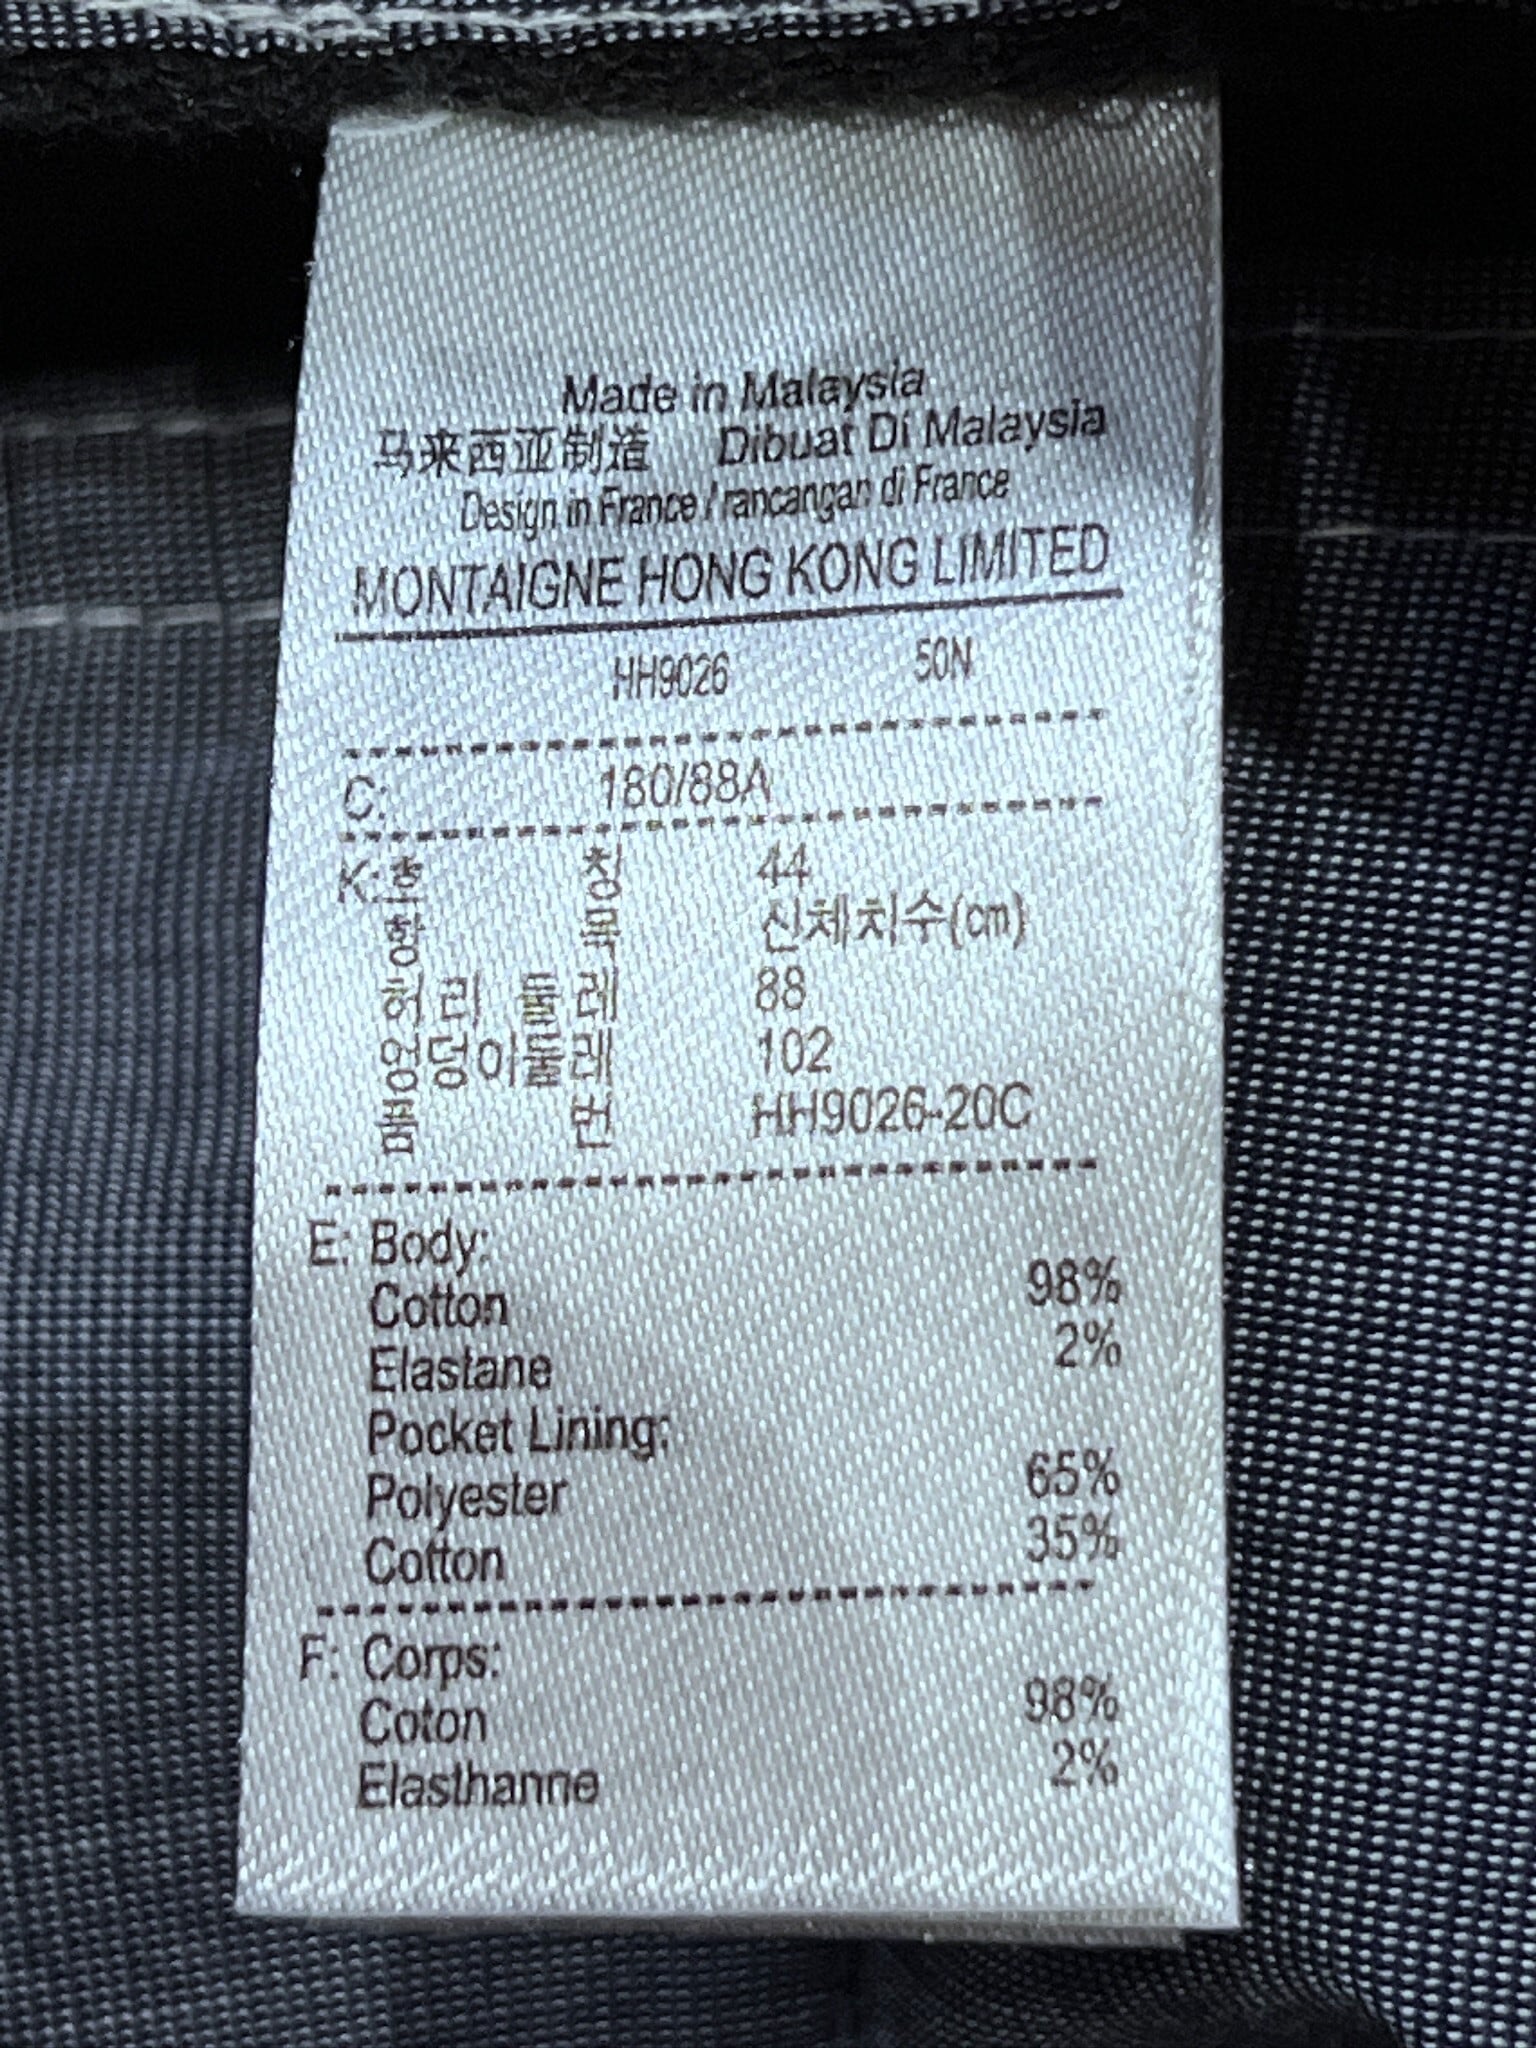 Made in Malaysia
马来西亚制造 Dibuat Di Malaysia
Design in France / rancangan di France
MONTAIGNE HONG KONG LIMITED
HH9026 50N
C: 180/88A
K: 호칭 44
항목 신체치수(cm)
허리둘레 88
엉덩이둘레 102
품번 HH9026-20C
E: Body:
Cotton 98%
Elastane 2%
Pocket Lining:
Polyester 65%
Cotton 35%
F: Corps:
Coton 98%
Elasthanne 2%